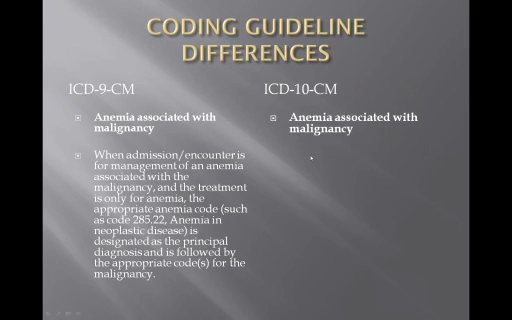 CODING GUIDELINE
DIFFERENCES
ICD-9-CM
Anemia associated with
malignancy
When admission/encounter is
for management of an anemia
associated with the
malignancy, and the treatment
is only for anemia, the
appropriate anemia code (such
as code 285.22, Anemia in
neoplastic disease) is
designated as the principal
diagnosis and is followed by
the appropriate code(s) for the
malignancy.
ICD-10-CM
Anemia associated with
malignancy